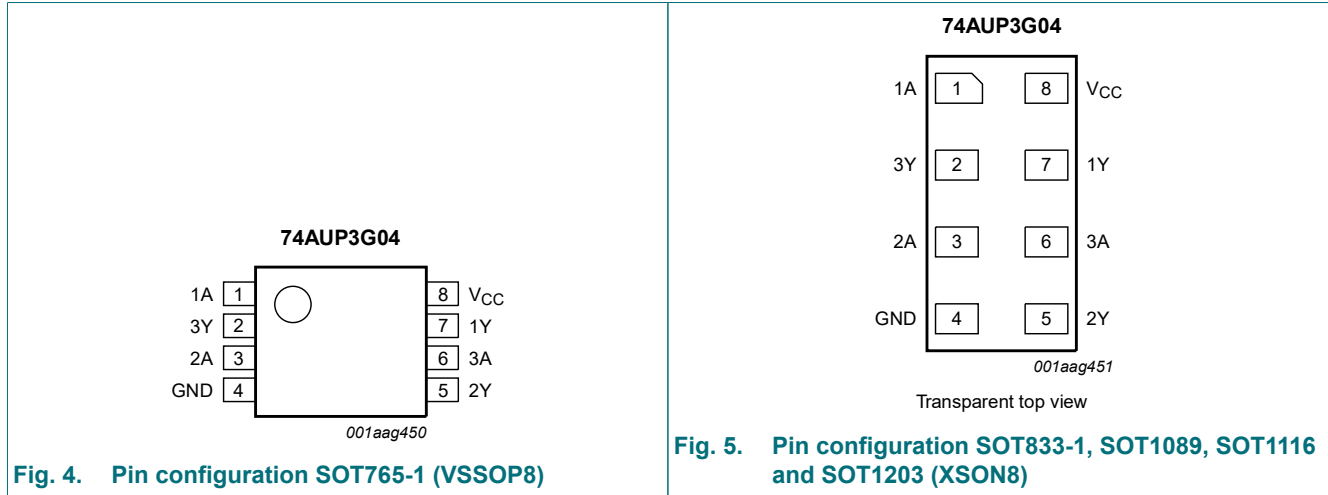 74AUP3G04
1A 1 8 VCC
3Y 2 7 1Y
2A 3 6 3A
GND 4 5 2Y
001aag450
Fig. 4. Pin configuration SOT765-1 (VSSOP8)
74AUP3G04
1A 1 8 VCC
3Y 2 7 1Y
2A 3 6 3A
GND 4 5 2Y
001aag451
Transparent top view
Fig. 5. Pin configuration SOT833-1, SOT1089, SOT1116
and SOT1203 (XSON8)